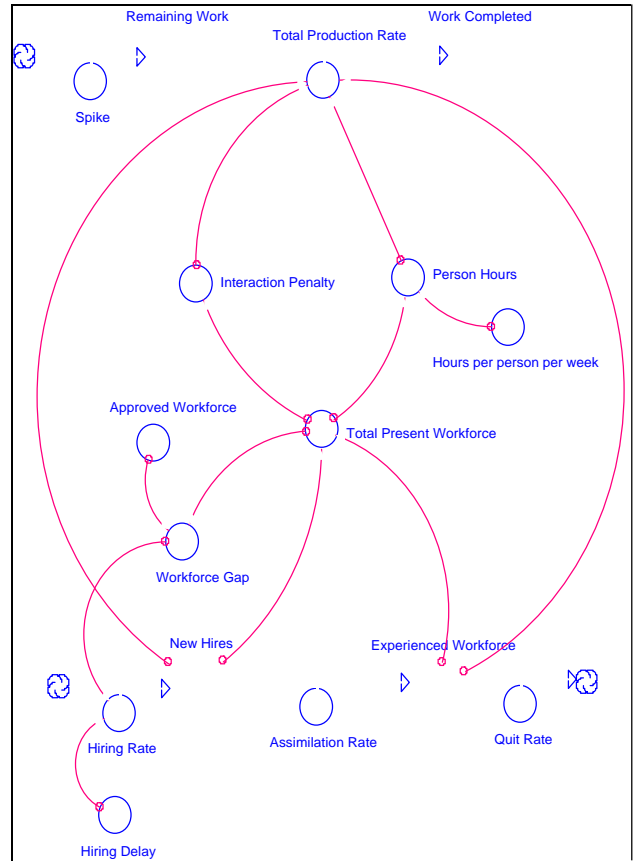 Remaining Work
Work Completed
Total Production Rate
Spike
Interaction Penalty
Person Hours
Hours per person per week
Approved Workforce
Total Present Workforce
Workforce Gap
New Hires
Experienced Workforce
Hiring Rate
Assimilation Rate
Quit Rate
Hiring Delay